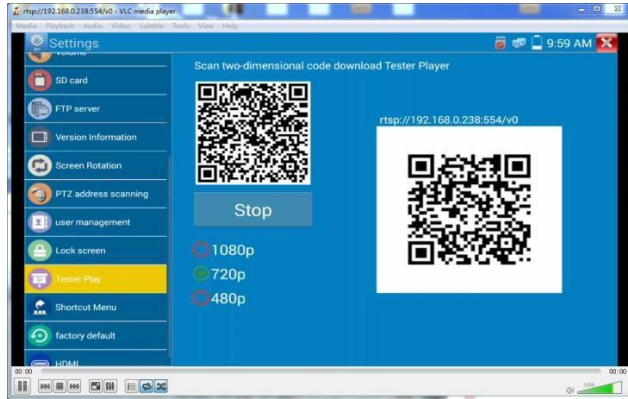 rtsp://192.168.0.238:554/v0 - VLC media player
Media Playback Audio Video Subtitle Tools View Help
Settings
9:59 AM
Scan two-dimensional code download Tester Player
SD card
FTP server
rtsp://192.168.0.238:554/v0
Version Information
Screen Rotation
PTZ address scanning
Stop
user management
Lock screen
1080p
Tester Play
720p
Shortcut Menu
480p
factory default
HDMI
00:00
00:00
100%